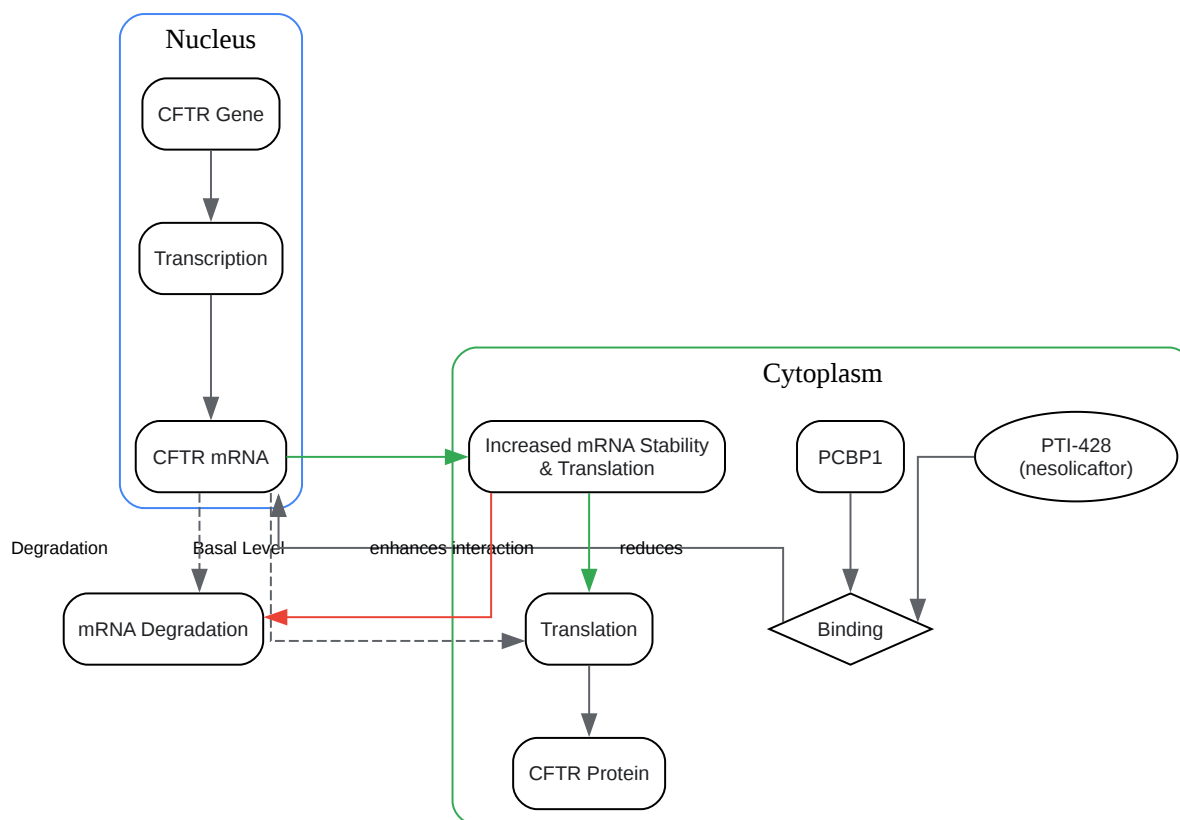 Nucleus
CFTR Gene
Transcription
Cytoplasm
CFTR mRNA
Increased mRNA Stability
& Translation
PCBP1
PTI-428
(nesolicaftor)
Degradation
Basal Level
enhances interaction
reduces
mRNA Degradation
Translation
Binding
CFTR Protein